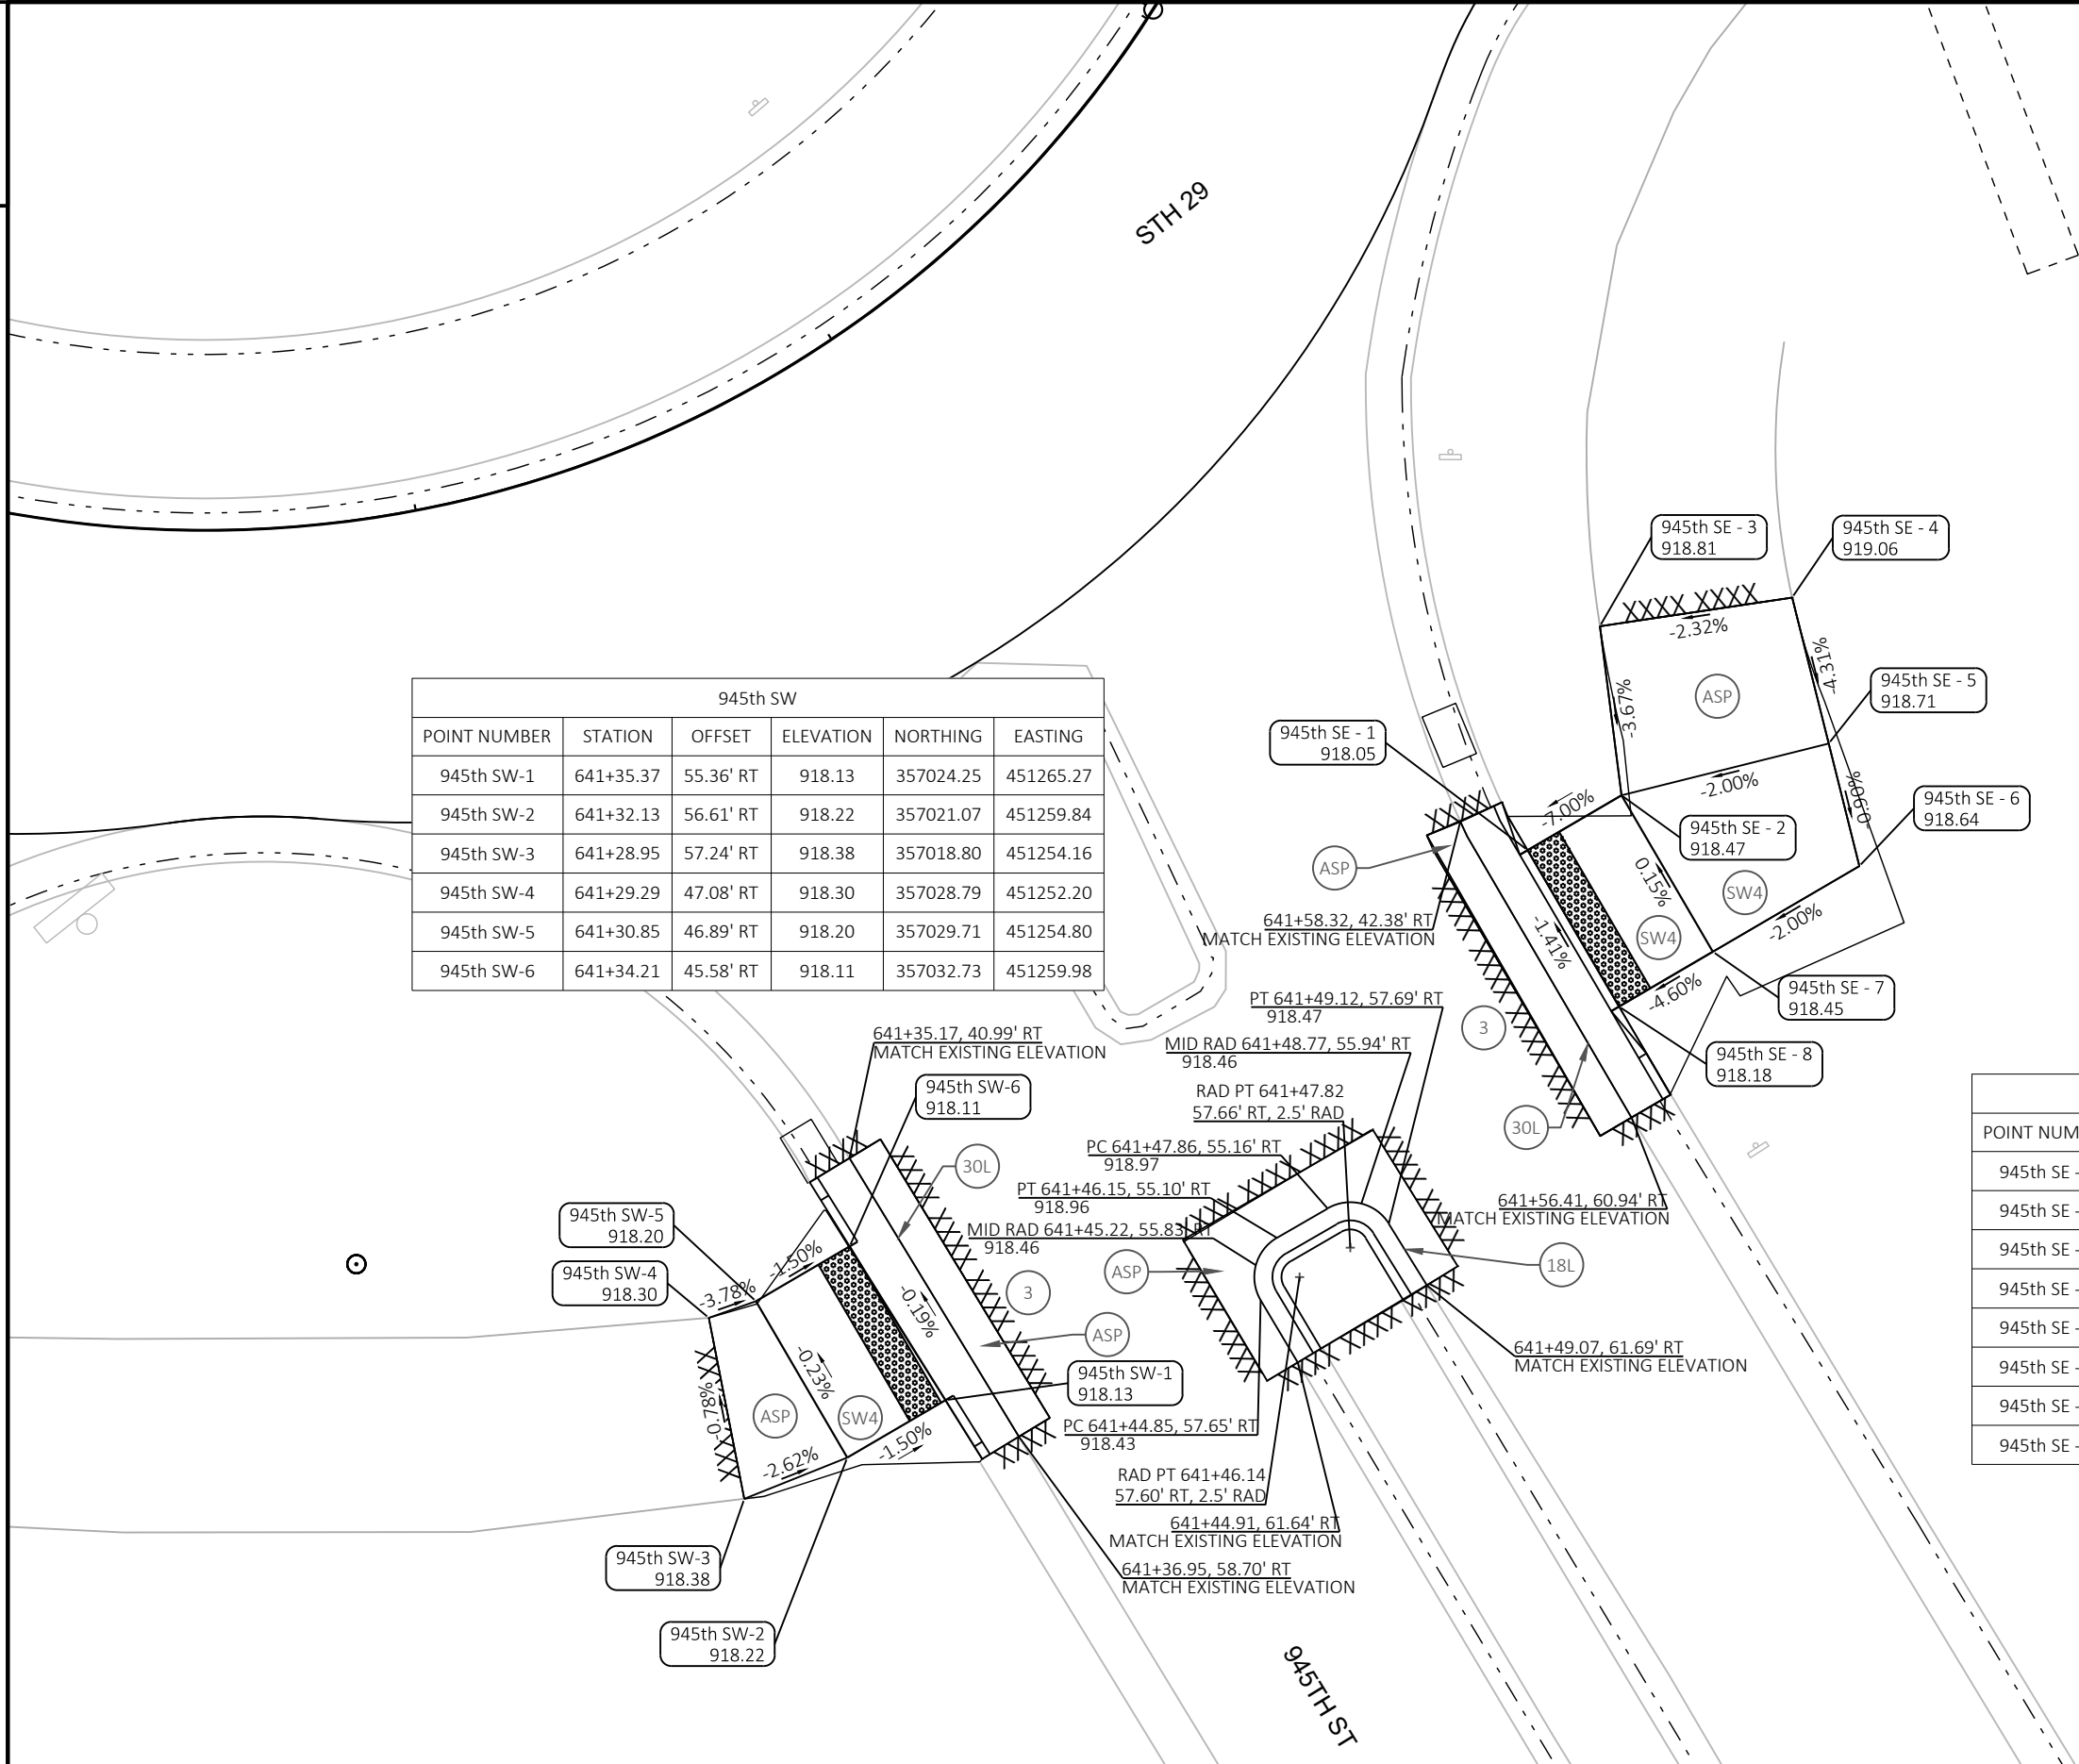 STH 29
945th SE - 3
918.81
945th SE - 4
919.06
-2.32%
-4.31%
-3.67%
ASP
945th SE - 5
918.71
945th SE - 1
918.05
-7.00%
-2.00%
-0.90%
945th SE - 6
918.64
945th SE - 2
918.47
0.15%
SW4
SW4
-2.00%
ASP
-1.41%
641+58.32, 42.38' RT
MATCH EXISTING ELEVATION
-4.60%
945th SE - 7
918.45
945th SE - 8
918.18
3
30L
945th SW
POINT NUMBER STATION OFFSET ELEVATION NORTHING EASTING
945th SW-1 641+35.37 55.36' RT 918.13 357024.25 451265.27
945th SW-2 641+32.13 56.61' RT 918.22 357021.07 451259.84
945th SW-3 641+28.95 57.24' RT 918.38 357018.80 451254.16
945th SW-4 641+29.29 47.08' RT 918.30 357028.79 451252.20
945th SW-5 641+30.85 46.89' RT 918.20 357029.71 451254.80
945th SW-6 641+34.21 45.58' RT 918.11 357032.73 451259.98
641+35.17, 40.99' RT
MATCH EXISTING ELEVATION
945th SW-6
918.11
30L
945th SW-5
918.20
945th SW-4
918.30
-1.50%
-3.78%
-0.19%
3
ASP
-0.23%
-0.78%
ASP
SW4
-2.62%
-1.50%
945th SW-1
918.13
945th SW-3
918.38
945th SW-2
918.22
PT 641+49.12, 57.69' RT
918.47
MID RAD 641+48.77, 55.94' RT
918.46
RAD PT 641+47.82
57.66' RT, 2.5' RAD
PC 641+47.86, 55.16' RT
918.97
PT 641+46.15, 55.10' RT
918.96
MID RAD 641+45.22, 55.83' RT
918.46
ASP
641+56.41, 60.94' RT
MATCH EXISTING ELEVATION
18L
641+49.07, 61.69' RT
MATCH EXISTING ELEVATION
PC 641+44.85, 57.65' RT
918.43
RAD PT 641+46.14
57.60' RT, 2.5' RAD
641+44.91, 61.64' RT
MATCH EXISTING ELEVATION
641+36.95, 58.70' RT
MATCH EXISTING ELEVATION
945TH ST
POINT NUM
945th SE -
945th SE -
945th SE -
945th SE -
945th SE -
945th SE -
945th SE -
945th SE -